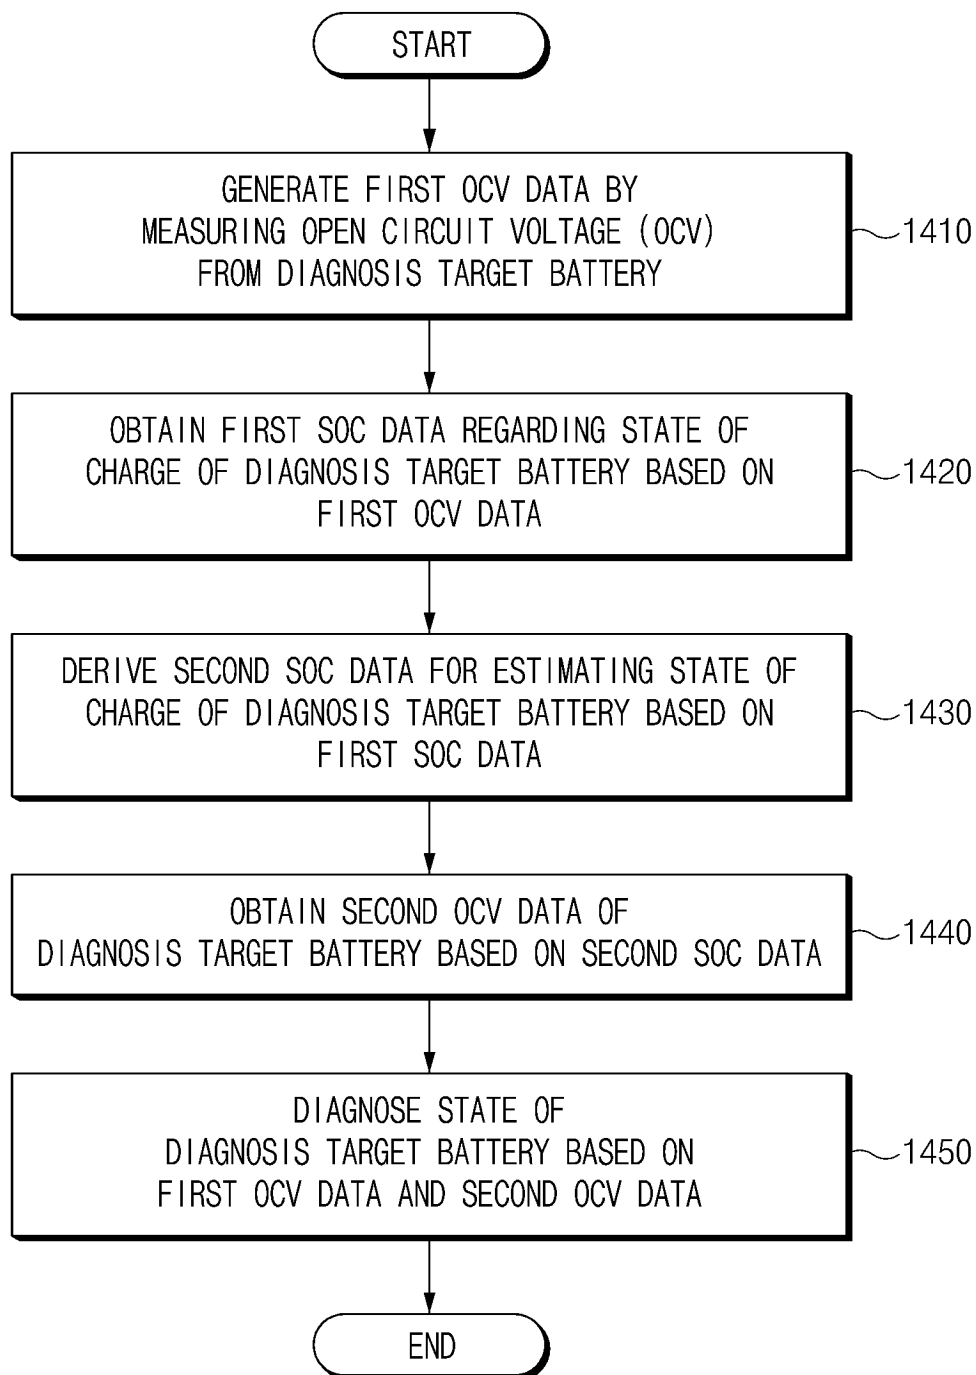 START
GENERATE FIRST OCV DATA BY
MEASURING OPEN CIRCUIT VOLTAGE (OCV)
FROM DIAGNOSIS TARGET BATTERY
1410
OBTAIN FIRST SOC DATA REGARDING STATE OF
CHARGE OF DIAGNOSIS TARGET BATTERY BASED ON
FIRST OCV DATA
1420
DERIVE SECOND SOC DATA FOR ESTIMATING STATE OF
CHARGE OF DIAGNOSIS TARGET BATTERY BASED ON
FIRST SOC DATA
1430
OBTAIN SECOND OCV DATA OF
DIAGNOSIS TARGET BATTERY BASED ON SECOND SOC DATA
1440
DIAGNOSE STATE OF
DIAGNOSIS TARGET BATTERY BASED ON
FIRST OCV DATA AND SECOND OCV DATA
1450
END